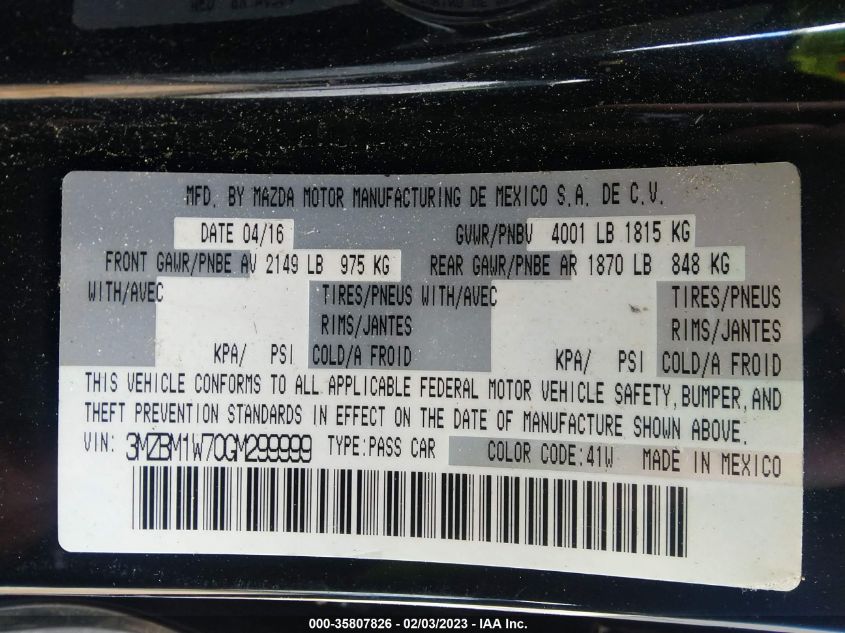 MFD. BY MAZDA MOTOR MANUFACTURING DE MEXICO S.A. DE C.V.
DATE 04/16 GVWR/PNBV 4001 LB 1815 KG
FRONT GAWR/PNBE AV 2149 LB 975 KG REAR GAWR/PNBE AR 1870 LB 848 KG
WITH/AVEC TIRES/PNEUS WITH/AVEC TIRES/PNEUS
RIMS/JANTES RIMS/JANTES
KPA/ PSI COLD/A FROID KPA/ PSI COLD/A FROID
THIS VEHICLE CONFORMS TO ALL APPLICABLE FEDERAL MOTOR VEHICLE SAFETY, BUMPER, AND
THEFT PREVENTION STANDARDS IN EFFECT ON THE DATE OF MANUFACTURE SHOWN ABOVE.
VIN: 3MZBM1W70GM299999 TYPE:PASS CAR COLOR CODE:41W MADE IN MEXICO
000-35807826 - 02/03/2023 - IAA Inc.